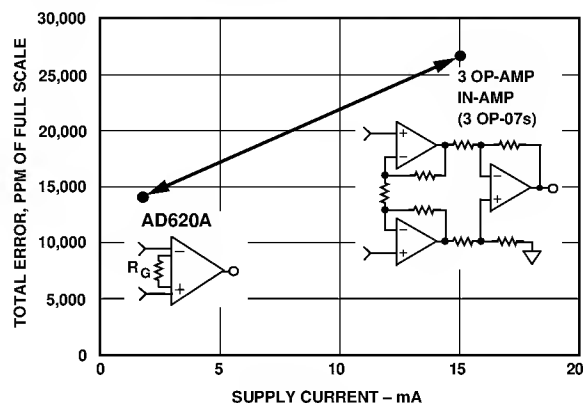 30,000
25,000
20,000
15,000
10,000
5,000
0
TOTAL ERROR, PPM OF FULL SCALE
3 OP-AMP
IN-AMP
(3 OP-07s)
+
−
−
+
−
+
AD620A
RG
−
+
0
5
10
15
20
SUPPLY CURRENT – mA